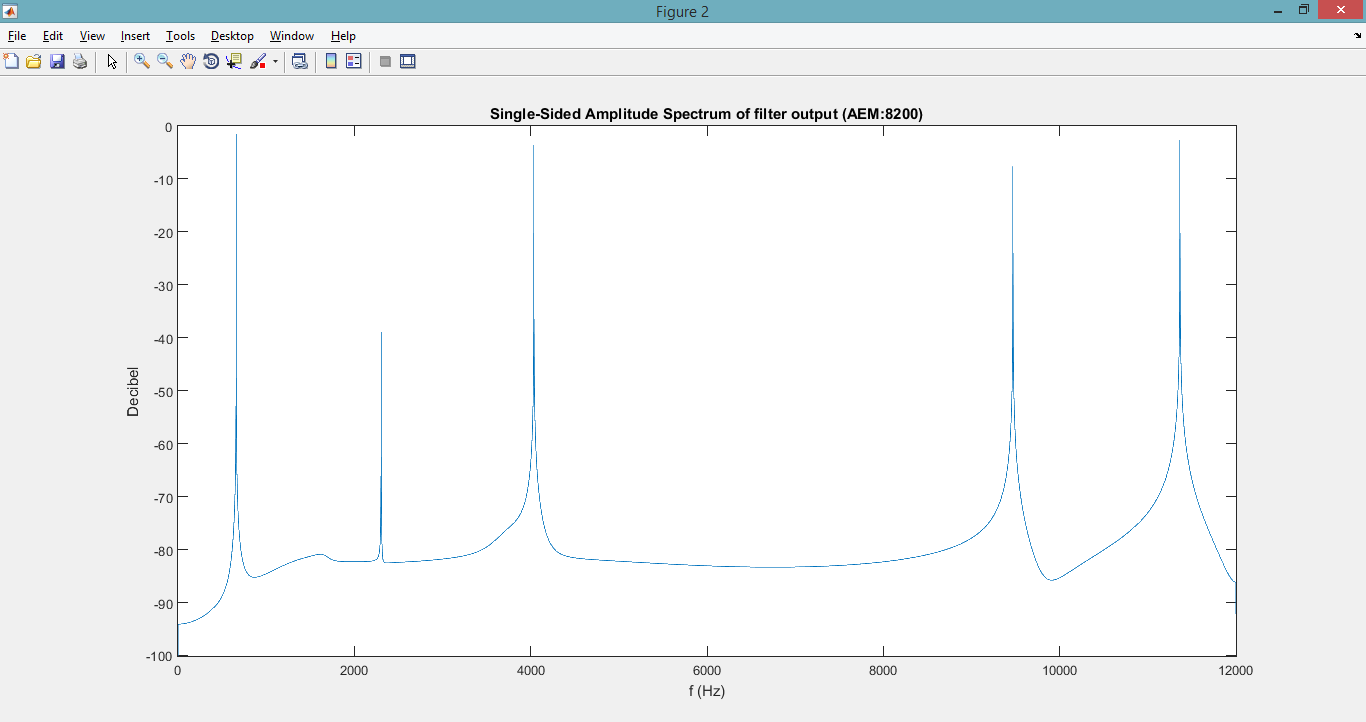 Figure 2
File Edit View Insert Tools Desktop Window Help
Single-Sided Amplitude Spectrum of filter output (AEM:8200)
0
-10
-20
-30
-40
-50
-60
-70
-80
-90
-100
Decibel
0 2000 4000 6000 8000 10000 12000
f (Hz)